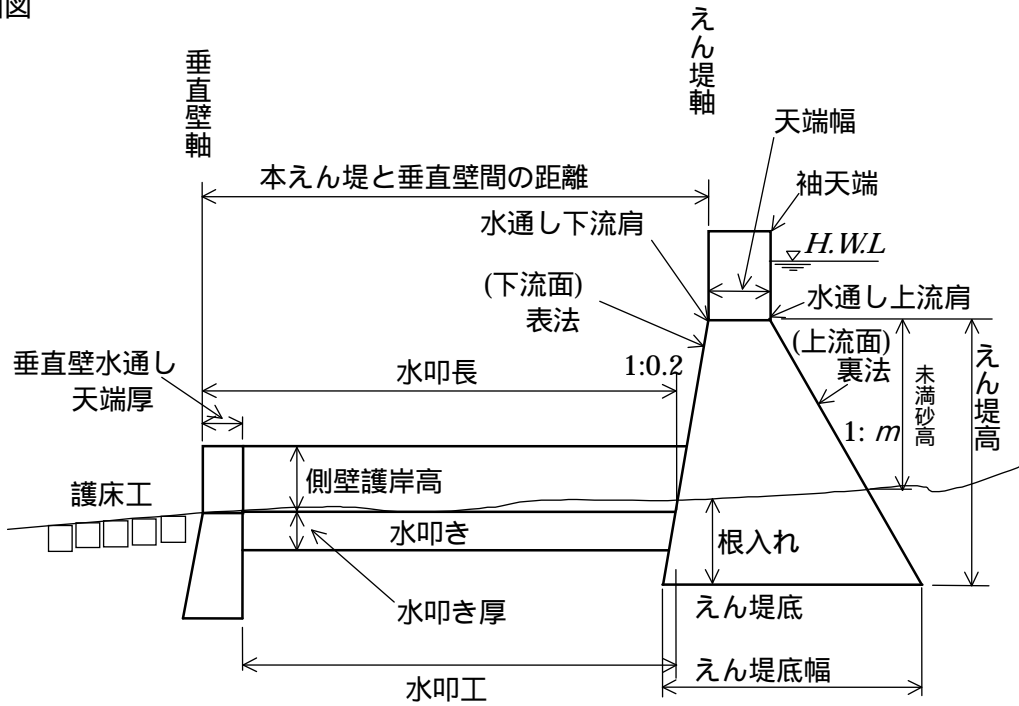 垂直壁軸
えん堤軸
天端幅
本えん堤と垂直壁間の距離
袖天端
水通し下流肩
H.W.L
(下流面)
表法
水通し上流肩
(上流面)
裏法
垂直壁水通し
天端厚
水叩長
1:0.2
未満砂高
えん堤高
1: m
護床工
側壁護岸高
水叩き
根入れ
水叩き厚
えん堤底
水叩工
えん堤底幅